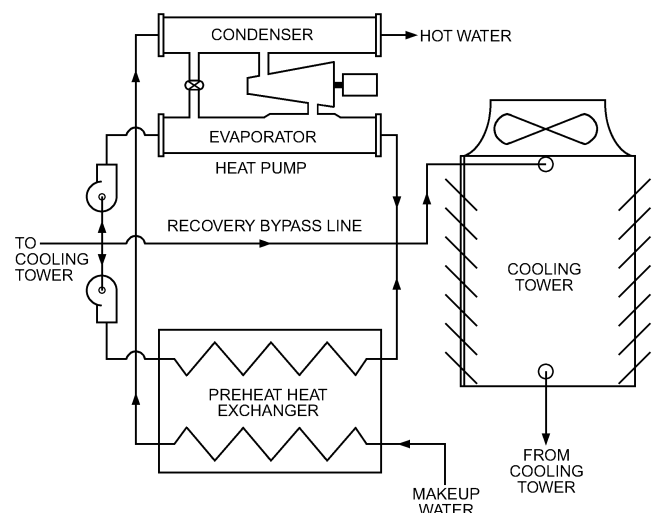 CONDENSER
HOT WATER
EVAPORATOR
HEAT PUMP
RECOVERY BYPASS LINE
TO
COOLING
TOWER
COOLING
TOWER
PREHEAT HEAT
EXCHANGER
FROM
COOLING
TOWER
MAKEUP
WATER